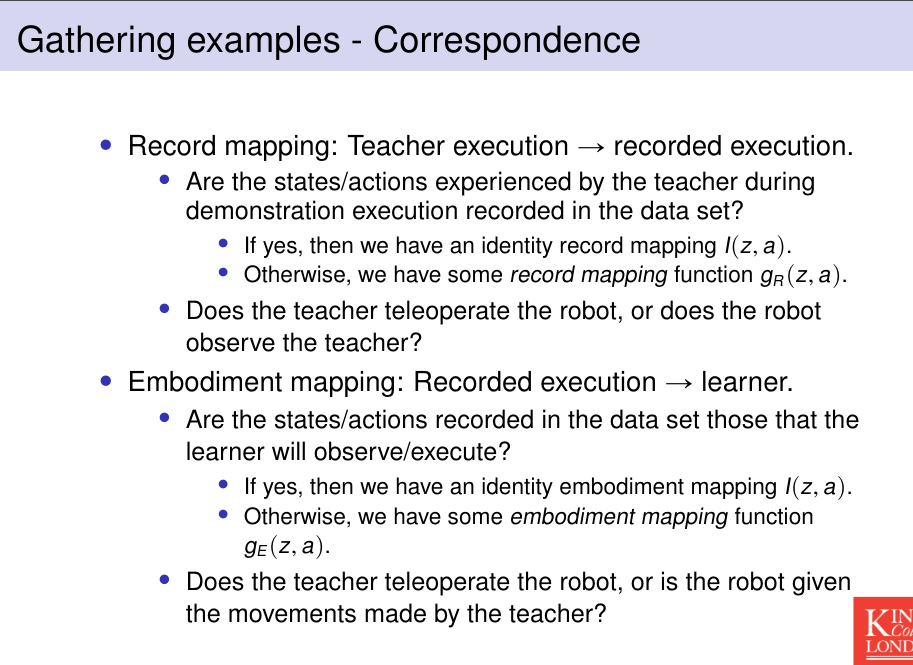 Gathering examples - Correspondence
• Record mapping: Teacher execution → recorded execution.
• Are the states/actions experienced by the teacher during
demonstration execution recorded in the data set?
• If yes, then we have an identity record mapping I(z, a).
• Otherwise, we have some record mapping function g_R(z, a).
• Does the teacher teleoperate the robot, or does the robot
observe the teacher?
• Embodiment mapping: Recorded execution → learner.
• Are the states/actions recorded in the data set those that the
learner will observe/execute?
• If yes, then we have an identity embodiment mapping I(z, a).
• Otherwise, we have some embodiment mapping function
g_E(z, a).
• Does the teacher teleoperate the robot, or is the robot given
the movements made by the teacher?
KIN
Co
LOND